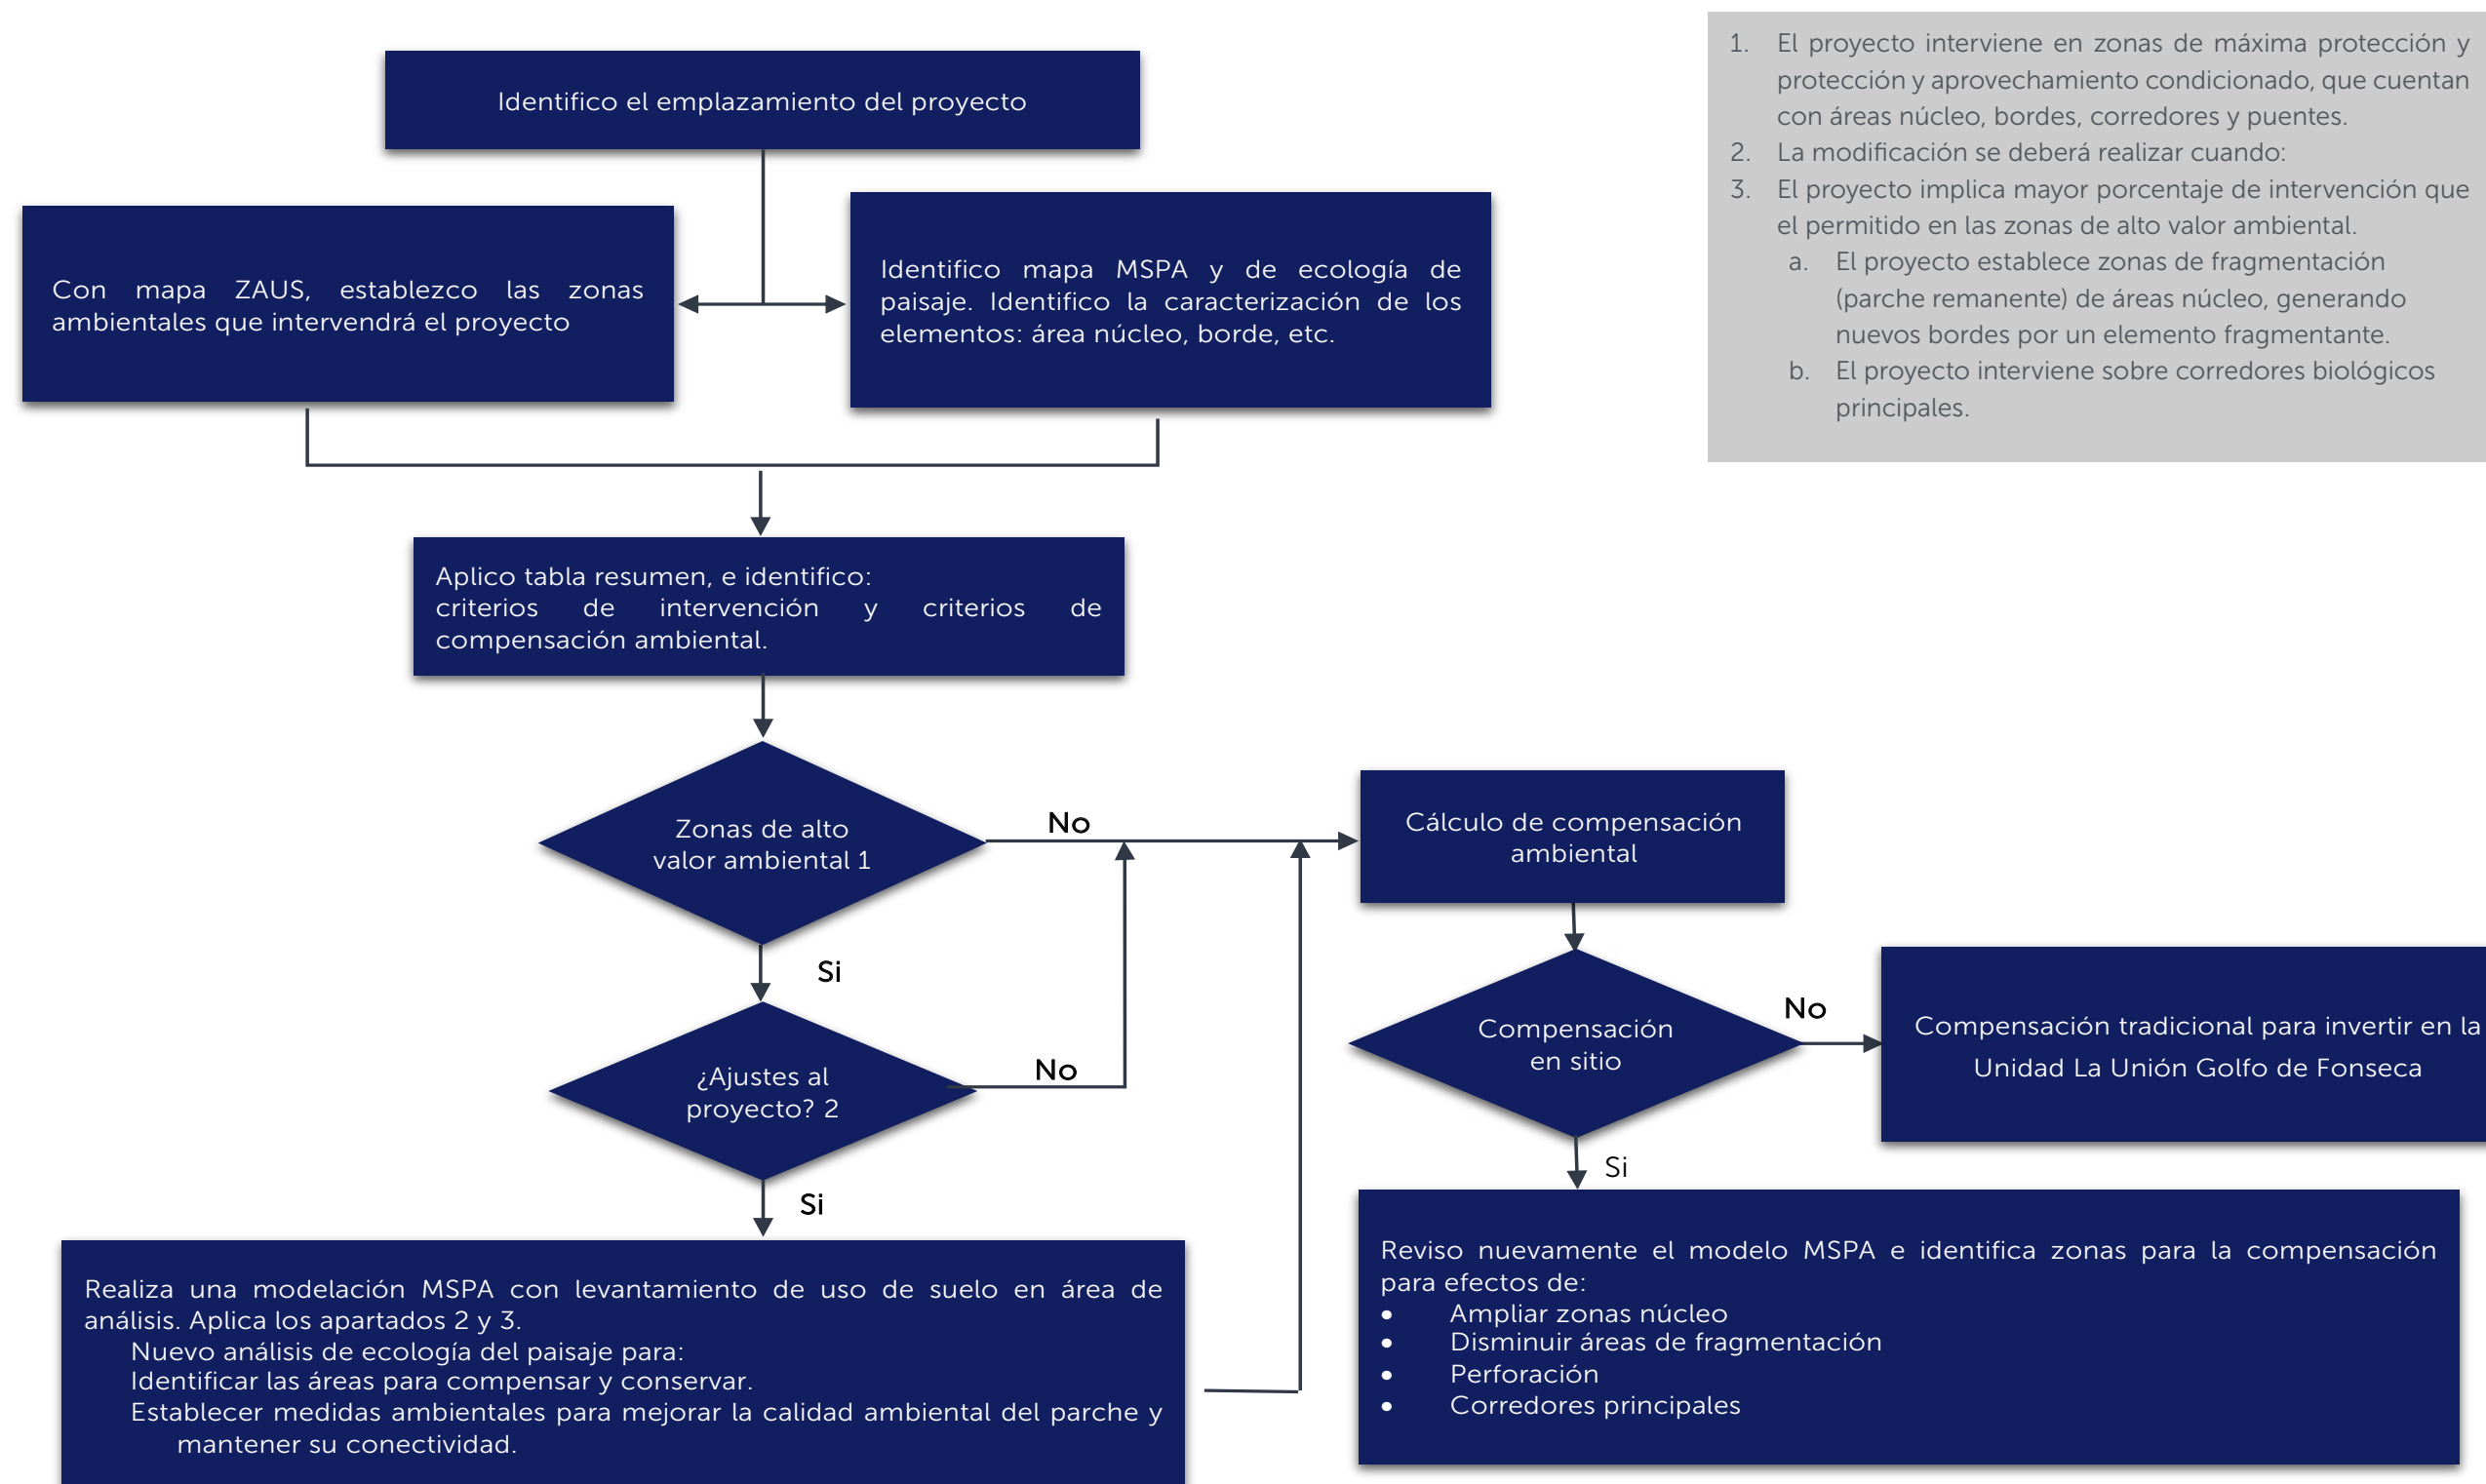 Identifico el emplazamiento del proyecto
Con mapa ZAUS, establezco las zonas
ambientales que intervendrá el proyecto
Identifico mapa MSPA y de ecología de
paisaje. Identifico la caracterización de los
elementos: área núcleo, borde, etc.
1. El proyecto interviene en zonas de máxima protección y
protección y aprovechamiento condicionado, que cuentan
con áreas núcleo, bordes, corredores y puentes.
2. La modificación se deberá realizar cuando:
3. El proyecto implica mayor porcentaje de intervención que
el permitido en las zonas de alto valor ambiental.
a. El proyecto establece zonas de fragmentación
(parche remanente) de áreas núcleo, generando
nuevos bordes por un elemento fragmentante.
b. El proyecto interviene sobre corredores biológicos
principales.
Aplico tabla resumen, e identifico:
criterios de intervención y criterios de
compensación ambiental.
Zonas de alto
valor ambiental 1
No
Si
¿Ajustes al
proyecto? 2
No
Si
Realiza una modelación MSPA con levantamiento de uso de suelo en área de
análisis. Aplica los apartados 2 y 3.
Nuevo análisis de ecología del paisaje para:
Identificar las áreas para compensar y conservar.
Establecer medidas ambientales para mejorar la calidad ambiental del parche y
mantener su conectividad.
Cálculo de compensación
ambiental
Compensación
en sitio
No
Compensación tradicional para invertir en la
Unidad La Unión Golfo de Fonseca
Si
Reviso nuevamente el modelo MSPA e identifica zonas para la compensación
para efectos de:
• Ampliar zonas núcleo
• Disminuir áreas de fragmentación
• Perforación
• Corredores principales